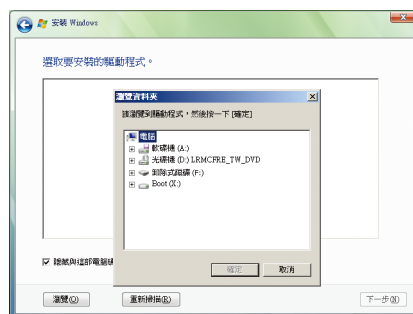 安裝 Windows
選取要安裝的驅動程式。
瀏覽資料夾
請瀏覽到驅動程式,然後按一下 [確定]
電腦
軟碟機 (A:)
光碟機 (D:) LRMCFRE_TW_DVD
卸除式磁碟 (F:)
Boot (X:)
確定
取消
隱藏與這部電腦硬
瀏覽(O)
重新掃描(R)
下一步(N)